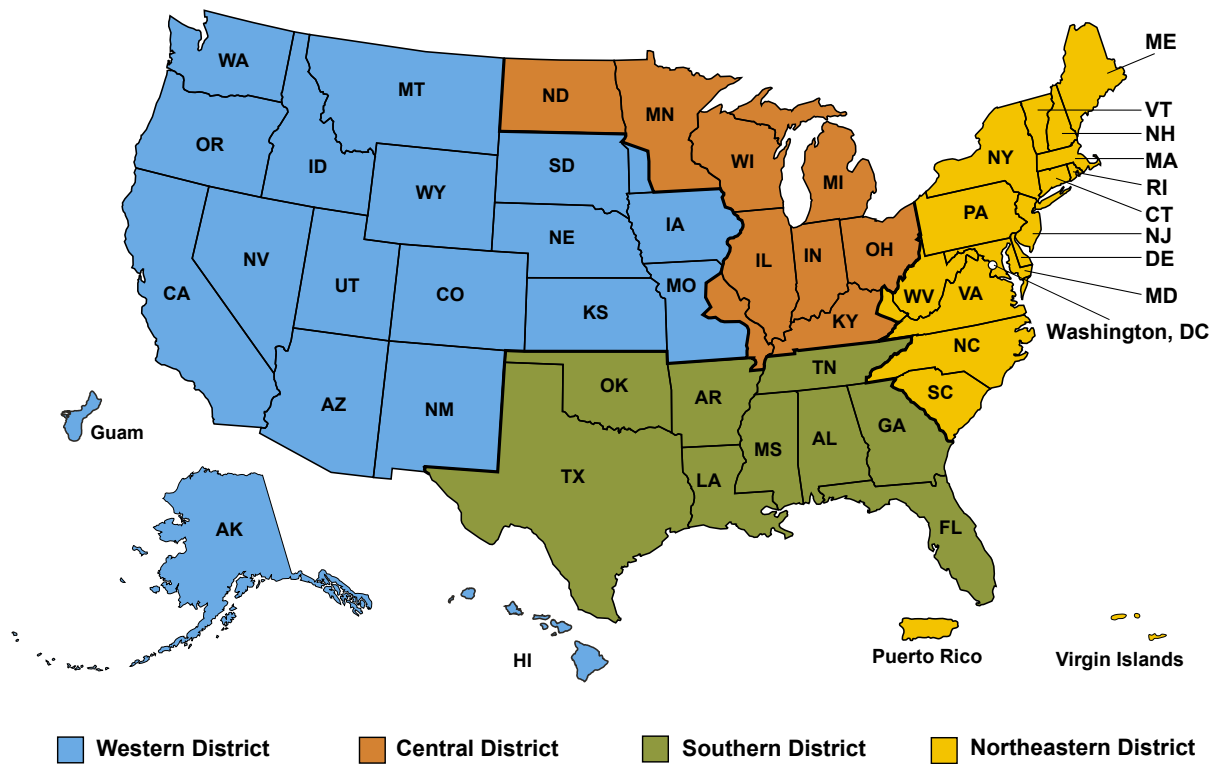 ME
WA
MT
ND
MN
VT
NH
OR
ID
SD
WI
NY
MA
MI
RI
WY
CT
PA
NJ
IA
NE
OH
DE
NV
IL
IN
UT
CO
MO
CA
WV
VA
MD
KS
KY
Washington, DC
NC
TN
OK
AR
SC
AZ
NM
GA
Guam
MS
AL
TX
LA
FL
AK
HI
Puerto Rico
Virgin Islands
Western District
Central District
Southern District
Northeastern District